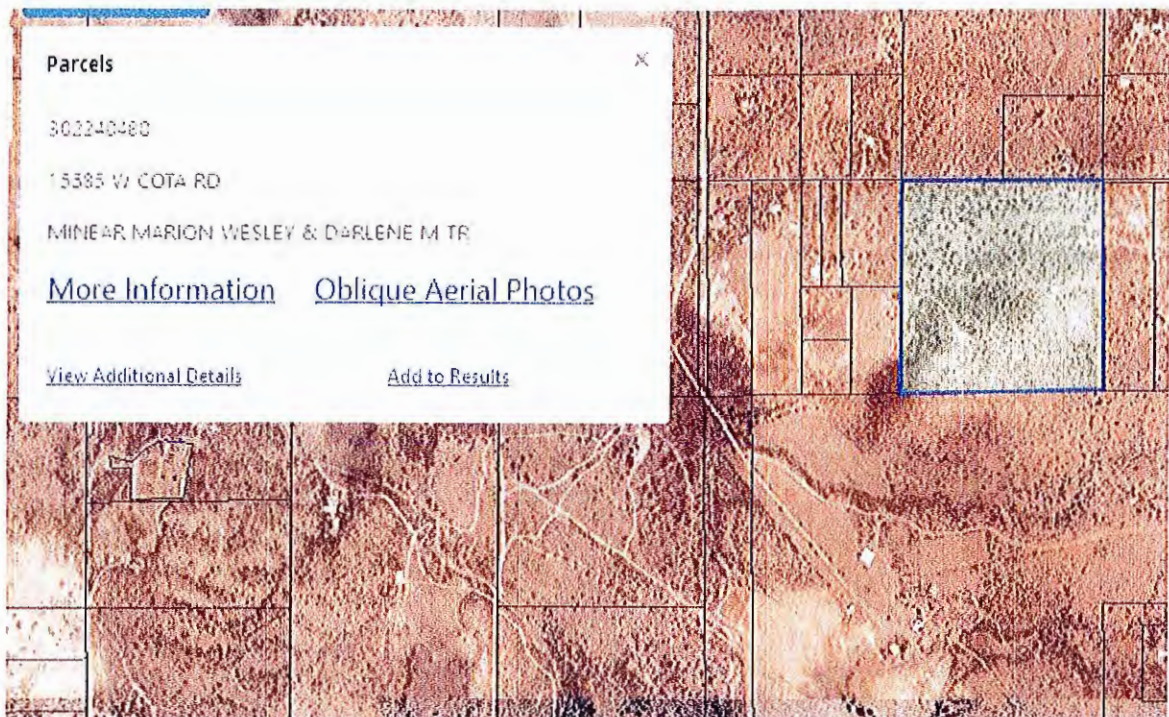 Parcels
302240480
15385 W COTA RD
MINEAR MARION WESLEY & DARLENE M TR
More Information Oblique Aerial Photos
View Additional Details Add to Results